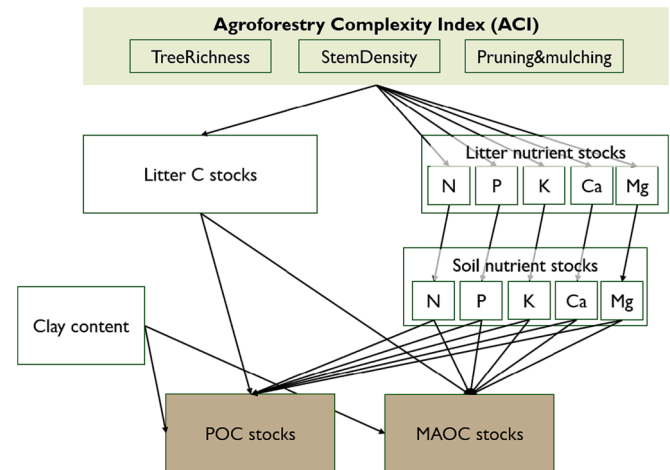 Agroforestry Complexity Index (ACI)
TreeRichness StemDensity Pruning&mulching
Litter C stocks
Litter nutrient stocks
N P K Ca Mg
Soil nutrient stocks
N P K Ca Mg
Clay content
POC stocks MAOC stocks